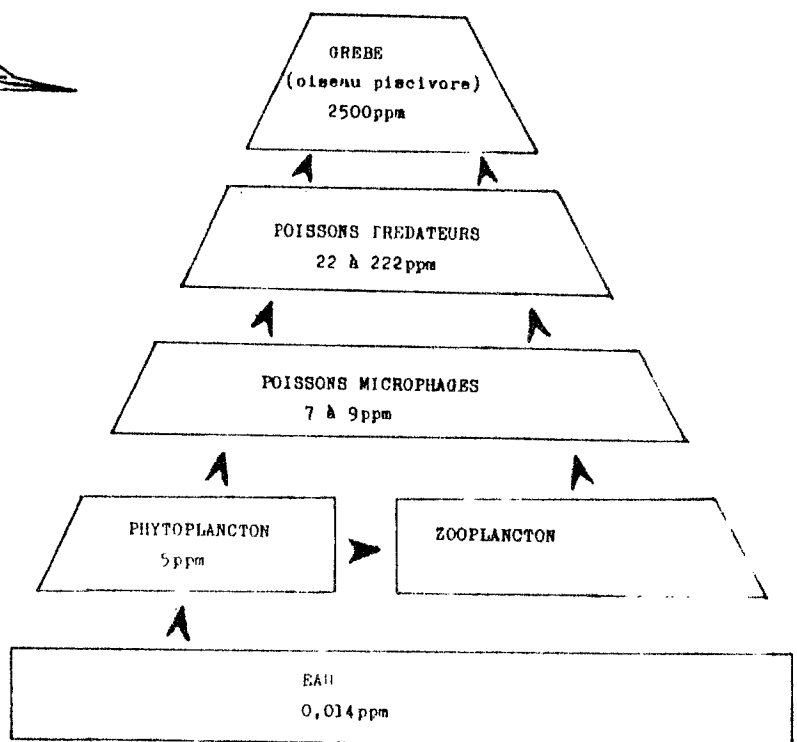 GREBE
(oiseau piscivore)
2500ppm
POISSONS PREDATEURS
22 à 222ppm
POISSONS MICROPHAGES
7 à 9ppm
PHYTOPLANCTON
5ppm
ZOOPLANCTON
EAU
0,014ppm